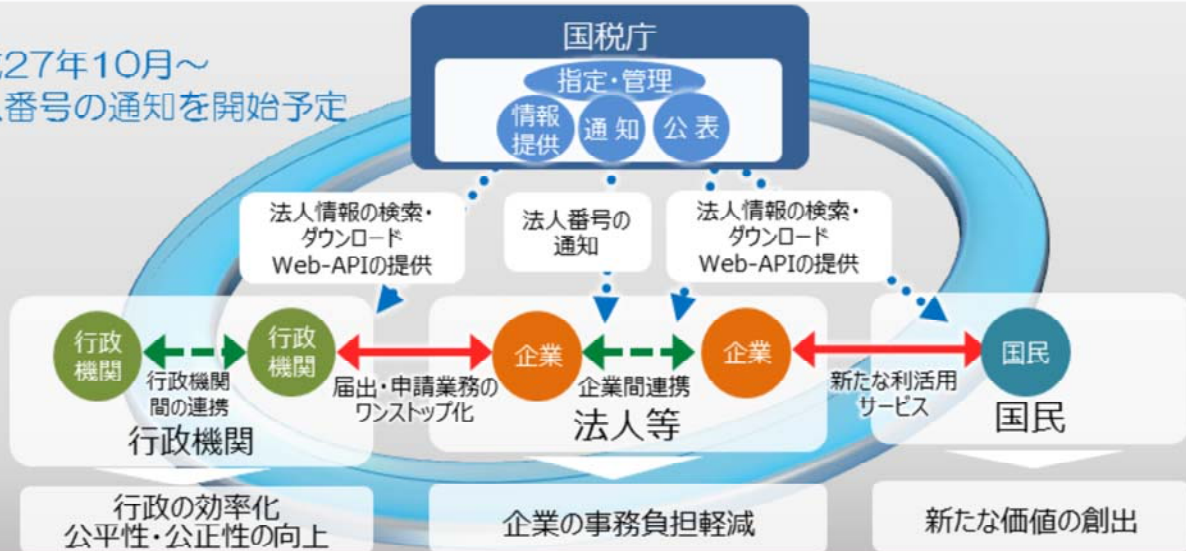 国税庁
27年10月～
番号の通知を開始予定
指定・管理
情報
提供
通知
公表
法人情報の検索・
ダウンロード
Web-APIの提供
法人番号の
通知
法人情報の検索・
ダウンロード
Web-APIの提供
行政
機関
行政
機関
企業
企業
国民
行政機関
間の連携
届出・申請業務の
ワンストップ化
企業間連携
新たな利活用
サービス
行政機関
法人等
国民
行政の効率化
公平性・公正性の向上
企業の事務負担軽減
新たな価値の創出